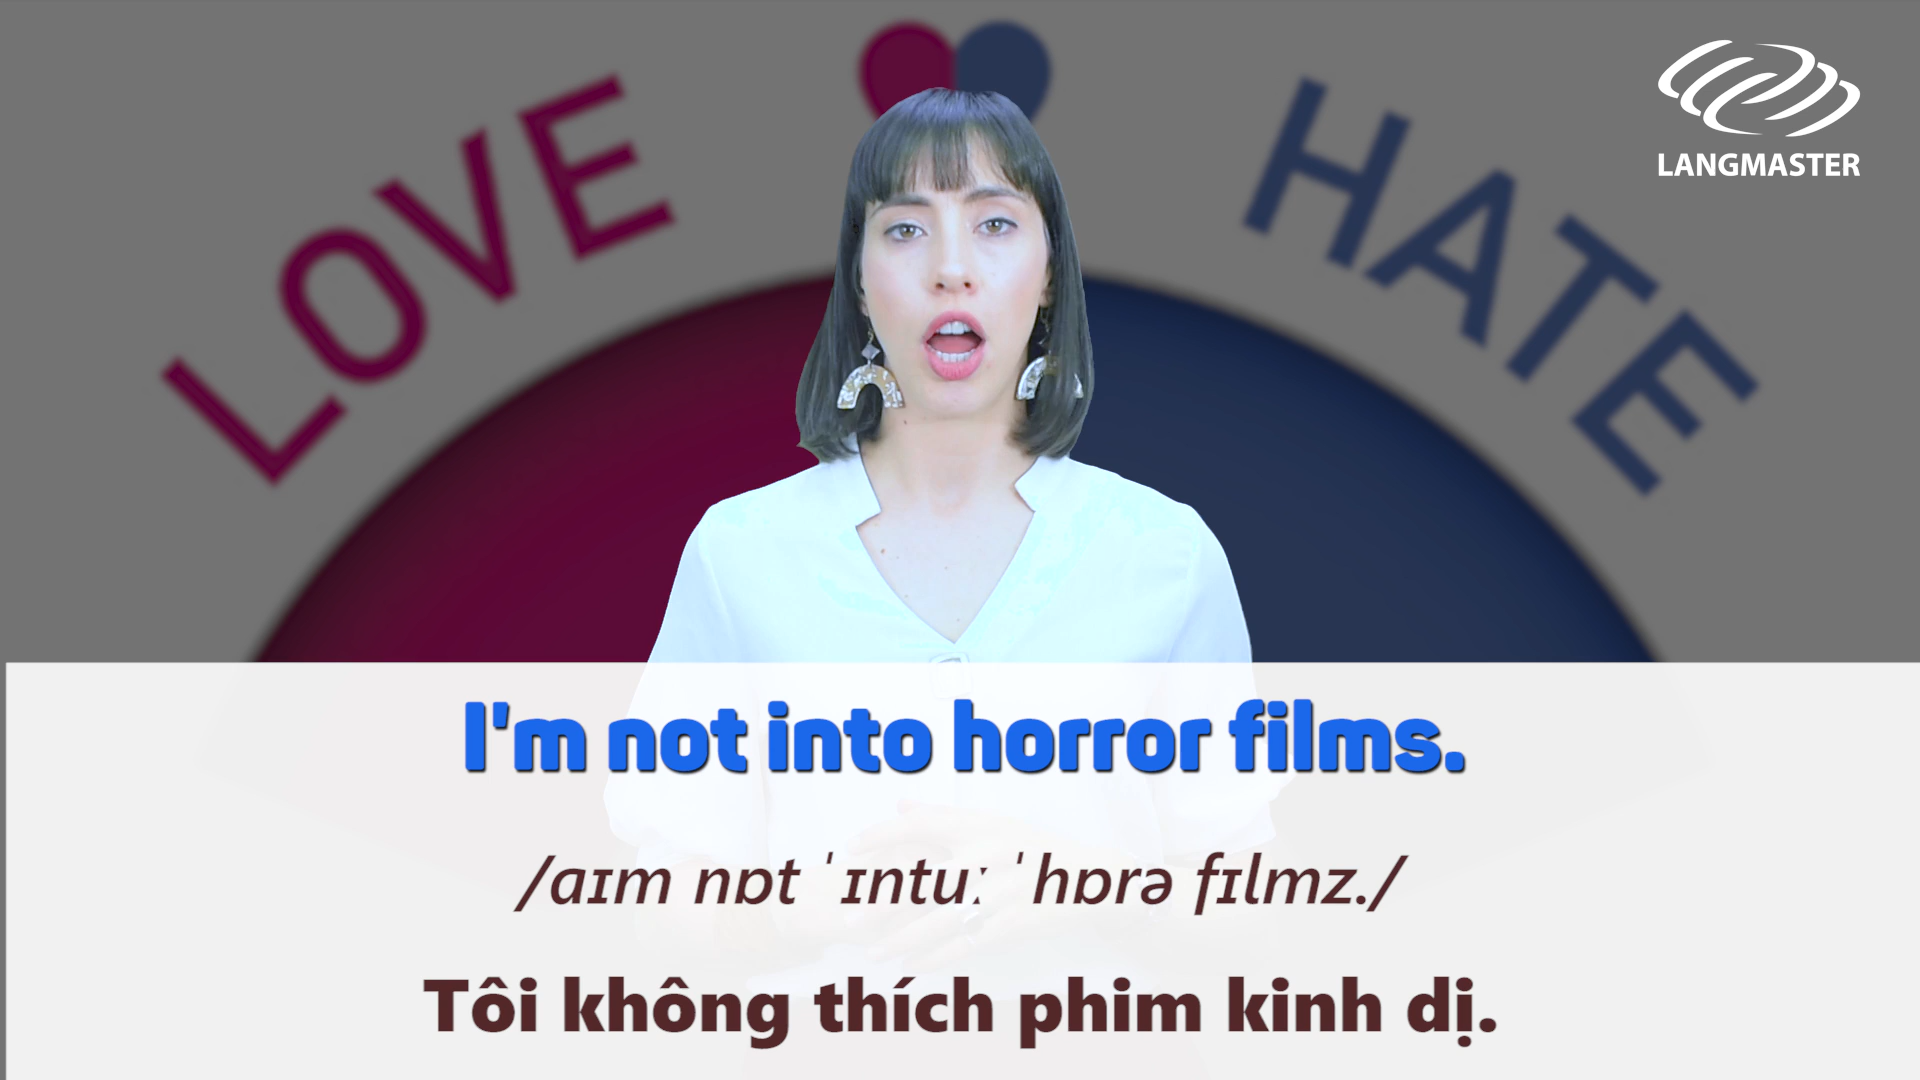 LOVE
HATE
LANGMASTER
I'm not into horror films.
/aɪm nɒt ˈɪntuː ˈhɒrə fɪlmz./
Tôi không thích phim kinh dị.